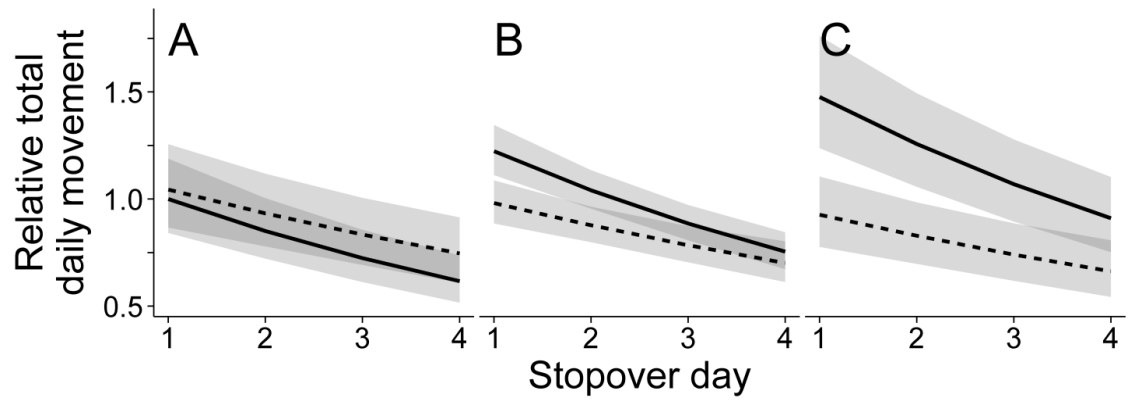 Relative total
daily movement
A
B
C
1.5
1.0
0.5
1 2 3 4
1 2 3 4
1 2 3 4
Stopover day